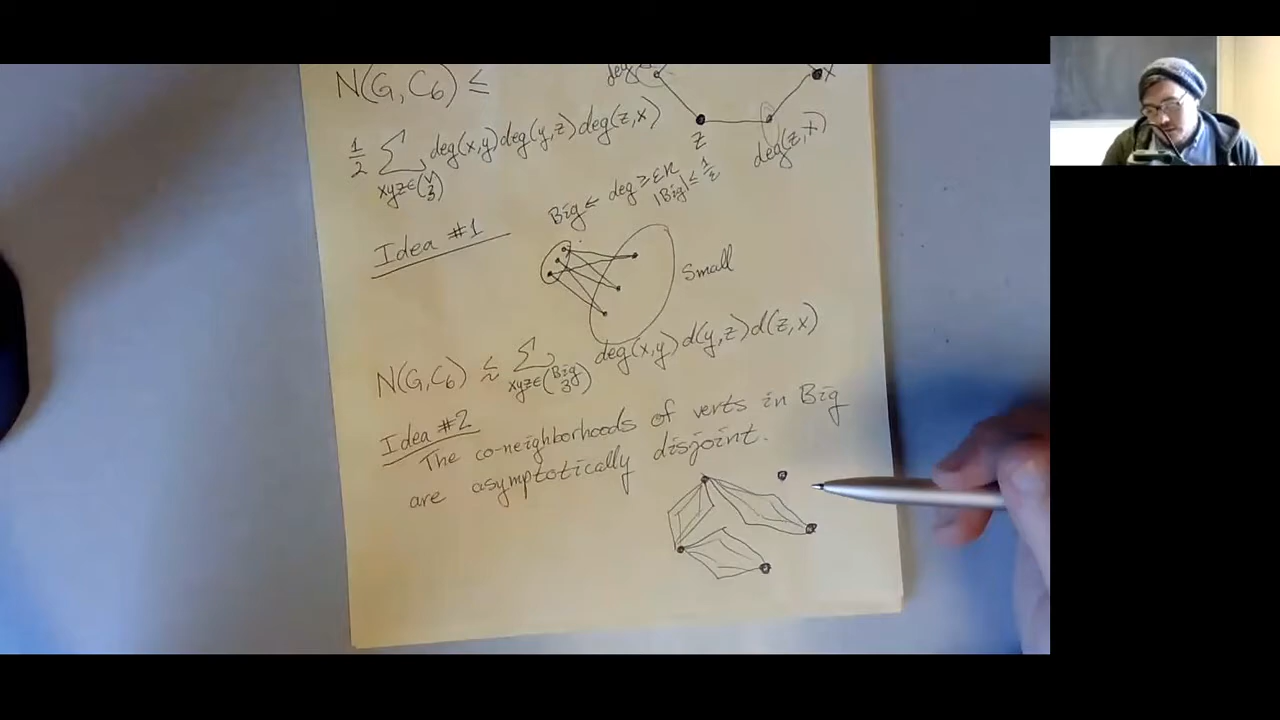 N(G, C₆) ≤
deg
x
z
deg(z, x)
1/2 Σ deg(x,y) deg(y,z) deg(z,x)
xyz∈(V 3)
Big ← deg ≥ εn
|Big| ≤ 1/ε
Idea #1
Small
N(G, C₆) ≲ Σ deg(x,y) d(y,z) d(z,x)
xyz∈(Big 3)
Idea #2
The co-neighborhoods of verts in Big
are asymptotically disjoint.